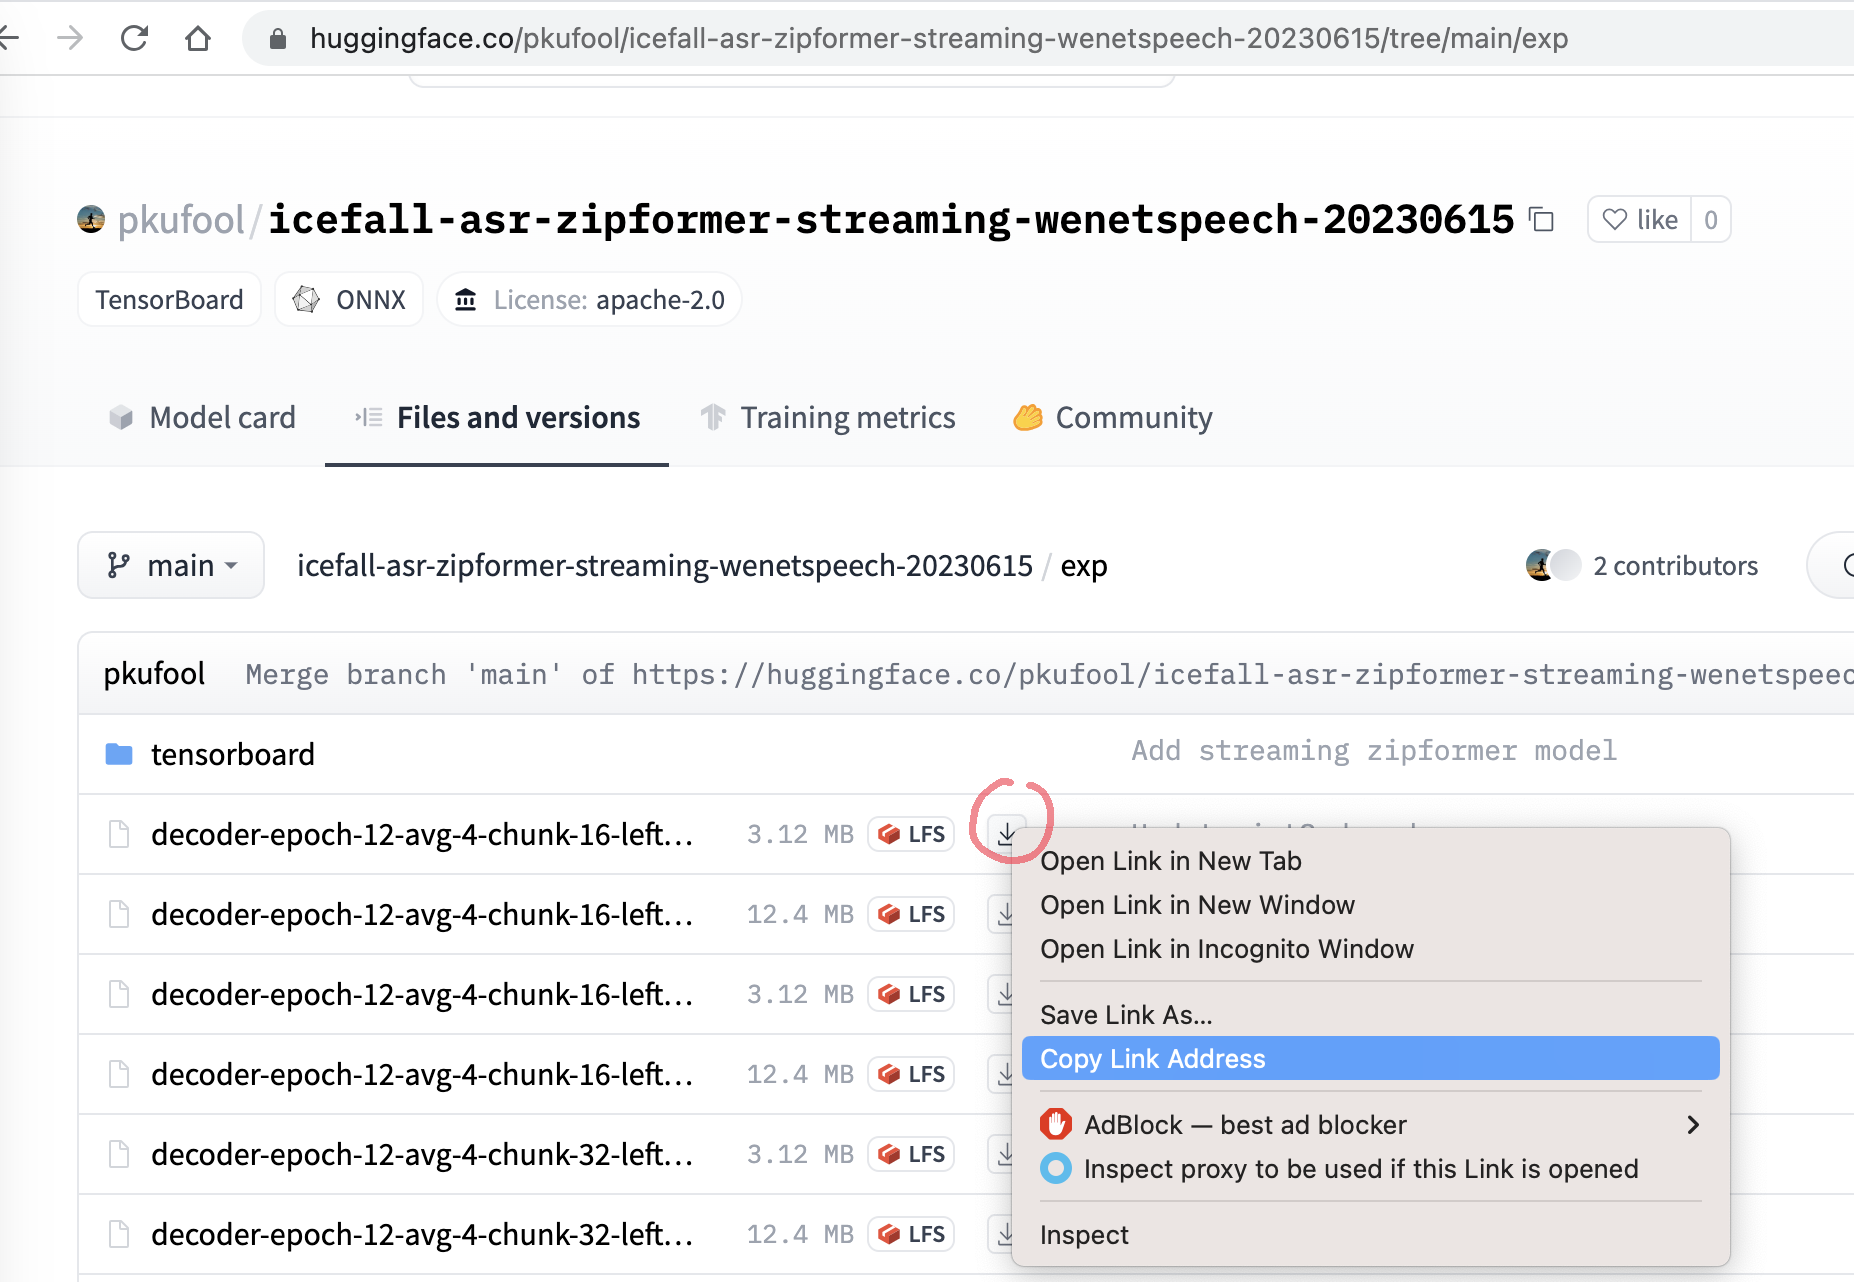 huggingface.co/pkufool/icefall-asr-zipformer-streaming-wenetspeech-20230615/tree/main/exp
pkufool/icefall-asr-zipformer-streaming-wenetspeech-20230615 like 0
TensorBoard ONNX License: apache-2.0
Model card Files and versions Training metrics Community
main icefall-asr-zipformer-streaming-wenetspeech-20230615 / exp 2 contributors
pkufool Merge branch 'main' of https://huggingface.co/pkufool/icefall-asr-zipformer-streaming-wenetspeec
tensorboard Add streaming zipformer model
decoder-epoch-12-avg-4-chunk-16-left... 3.12 MB LFS
decoder-epoch-12-avg-4-chunk-16-left... 12.4 MB LFS
decoder-epoch-12-avg-4-chunk-16-left... 3.12 MB LFS
decoder-epoch-12-avg-4-chunk-16-left... 12.4 MB LFS
decoder-epoch-12-avg-4-chunk-32-left... 3.12 MB LFS
decoder-epoch-12-avg-4-chunk-32-left... 12.4 MB LFS
Open Link in New Tab
Open Link in New Window
Open Link in Incognito Window
Save Link As...
Copy Link Address
AdBlock — best ad blocker
Inspect proxy to be used if this Link is opened
Inspect